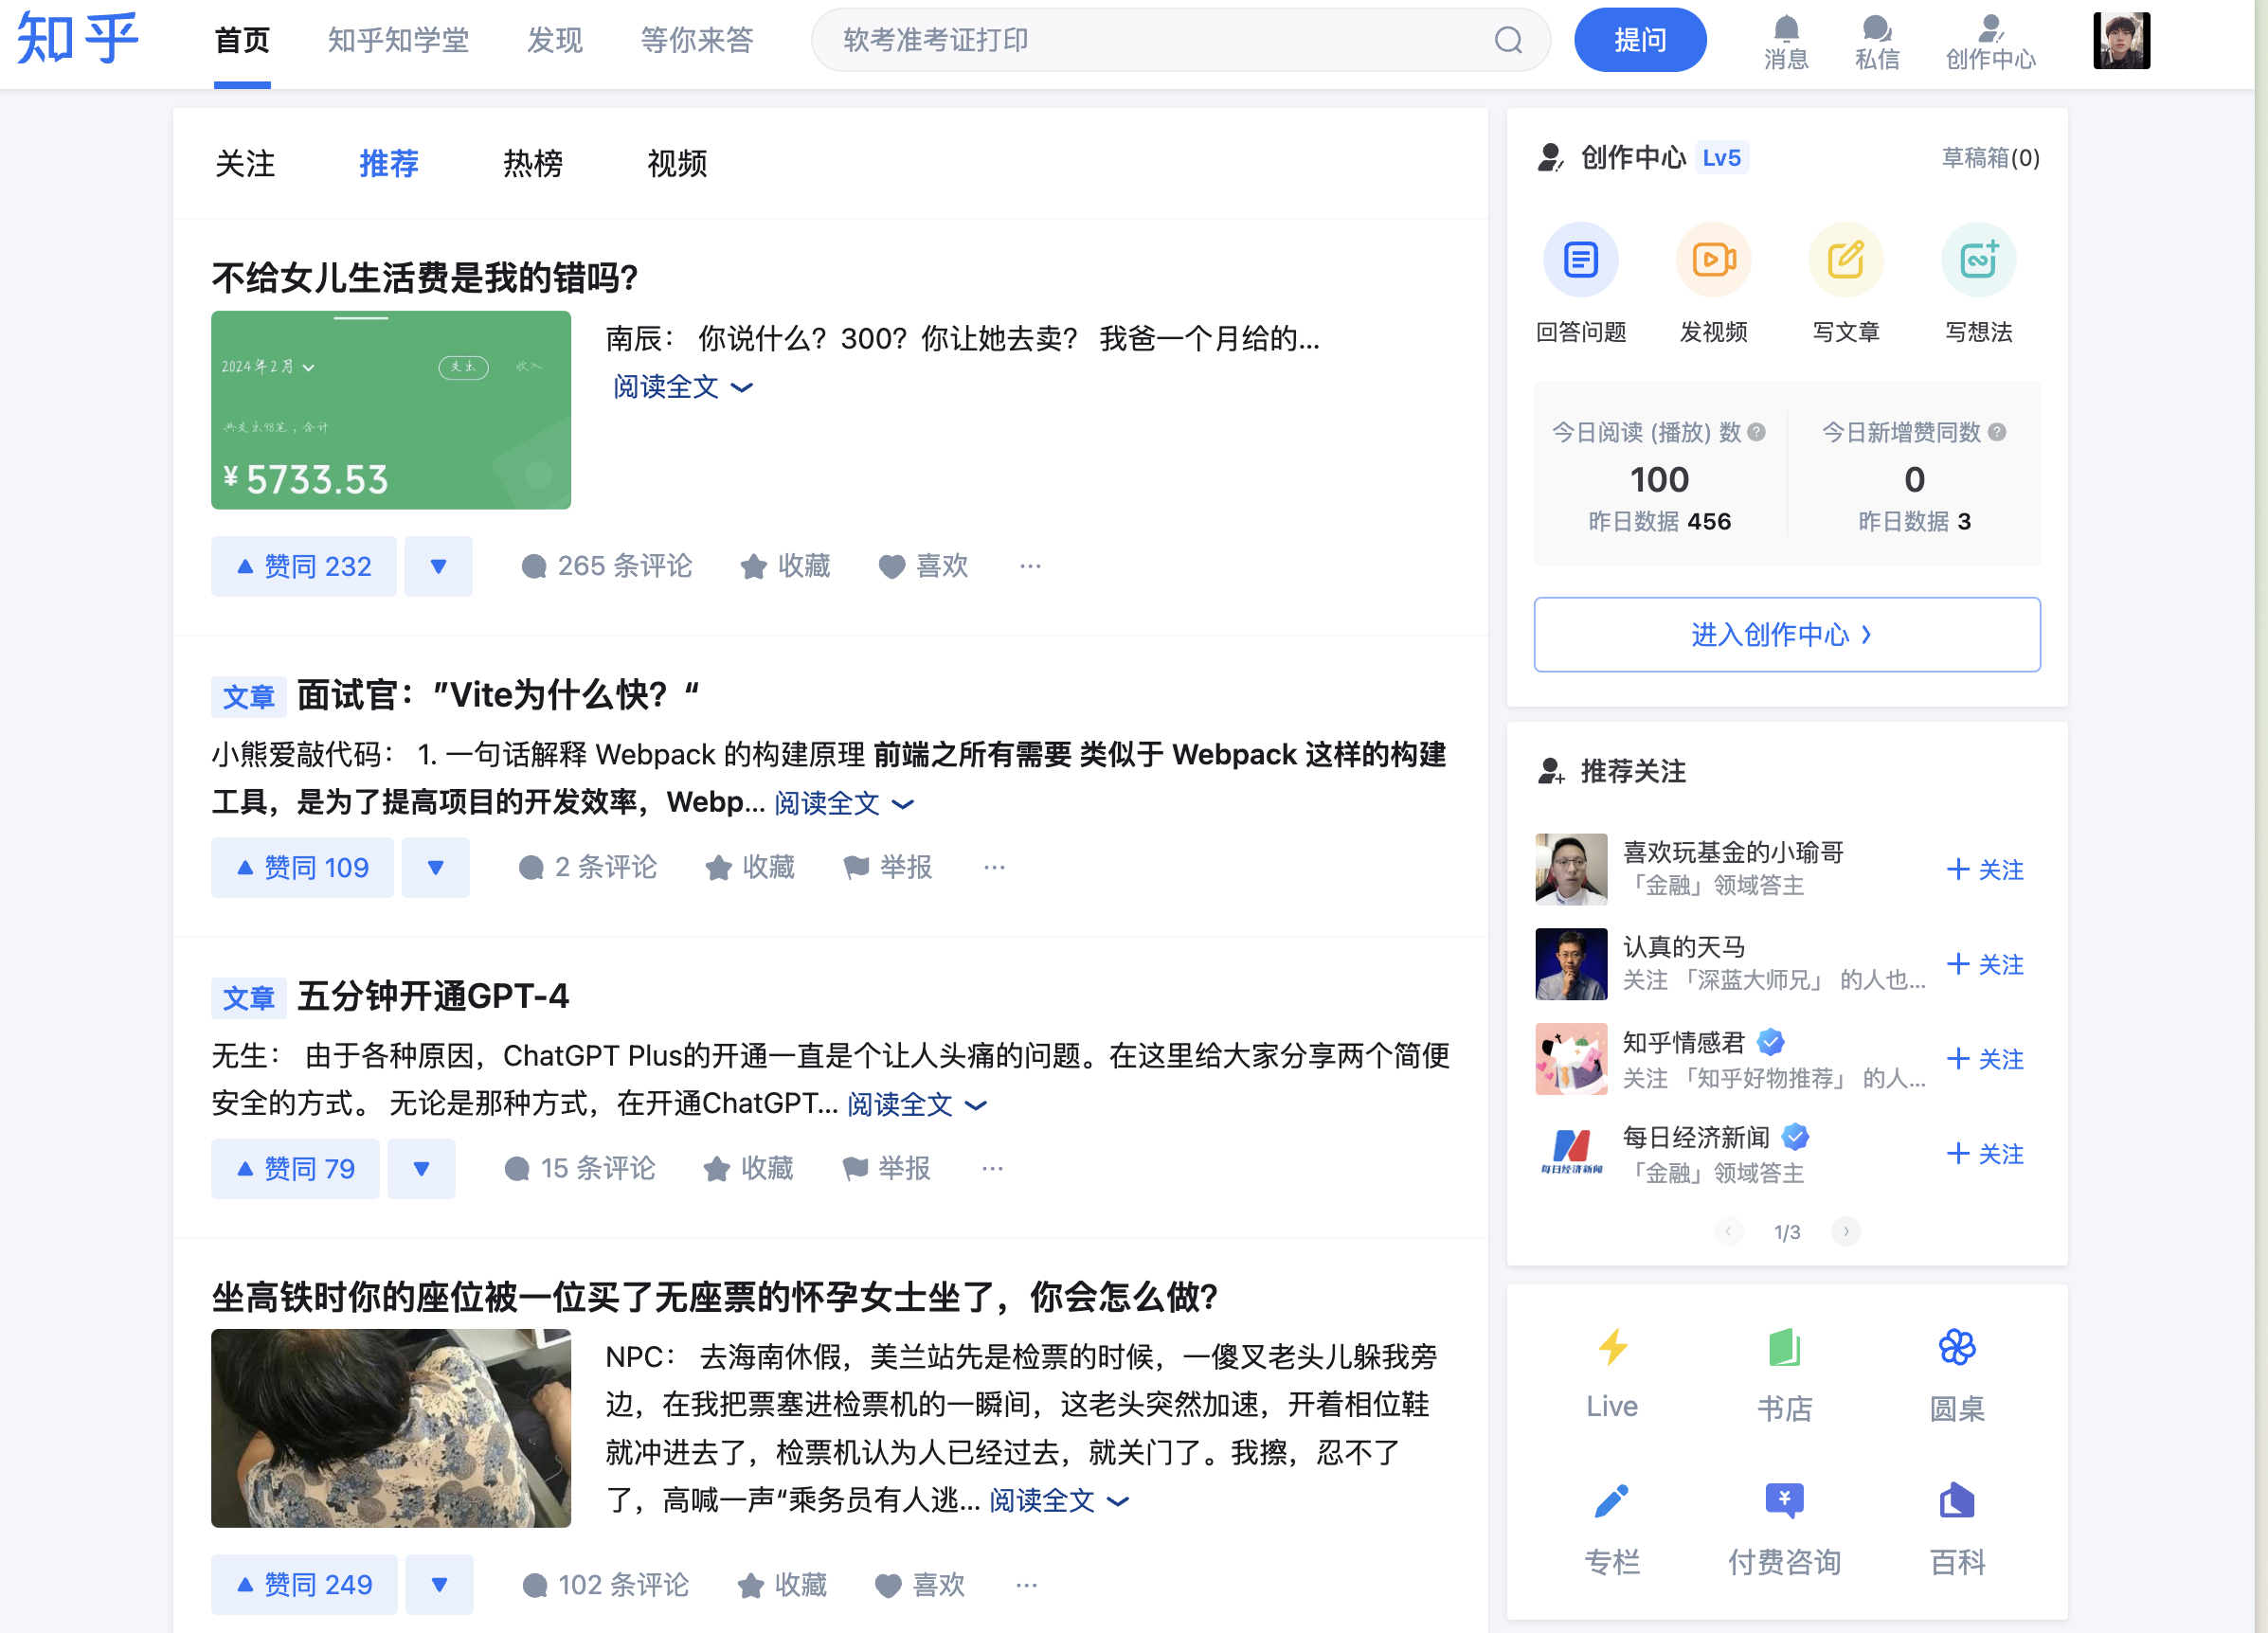 知乎
首页 知乎知学堂 发现 等你来答
软考准考证打印
提问
消息 私信 创作中心
关注 推荐 热榜 视频
不给女儿生活费是我的错吗?
2024年2月 支出 收入
共支出98笔，合计
¥5733.53
南辰： 你说什么？300？你让她去卖？ 我爸一个月给的...
阅读全文
赞同 232 265 条评论 收藏 喜欢 ···
文章 面试官：”Vite为什么快？“
小熊爱敲代码： 1. 一句话解释 Webpack 的构建原理 前端之所有需要 类似于 Webpack 这样的构建
工具，是为了提高项目的开发效率，Webp... 阅读全文
赞同 109 2 条评论 收藏 举报 ···
文章 五分钟开通GPT-4
无生： 由于各种原因，ChatGPT Plus的开通一直是个让人头痛的问题。在这里给大家分享两个简便
安全的方式。 无论是那种方式，在开通ChatGPT... 阅读全文
赞同 79 15 条评论 收藏 举报 ···
坐高铁时你的座位被一位买了无座票的怀孕女士坐了，你会怎么做?
NPC： 去海南休假，美兰站先是检票的时候，一傻叉老头儿躲我旁
边，在我把票塞进检票机的一瞬间，这老头突然加速，开着相位鞋
就冲进去了，检票机认为人已经过去，就关门了。我擦，忍不了
了，高喊一声“乘务员有人逃... 阅读全文
赞同 249 102 条评论 收藏 喜欢 ···
创作中心 Lv5 草稿箱(0)
回答问题 发视频 写文章 写想法
今日阅读 (播放) 数 ? 今日新增赞同数 ?
100 0
昨日数据 456 昨日数据 3
进入创作中心 ›
推荐关注
喜欢玩基金的小瑜哥
「金融」领域答主
+ 关注
认真的天马
关注 「深蓝大师兄」 的人也...
+ 关注
知乎情感君
关注 「知乎好物推荐」 的人...
+ 关注
每日经济新闻
每日经济新闻
「金融」领域答主
+ 关注
1/3
Live 书店 圆桌
专栏 付费咨询 百科